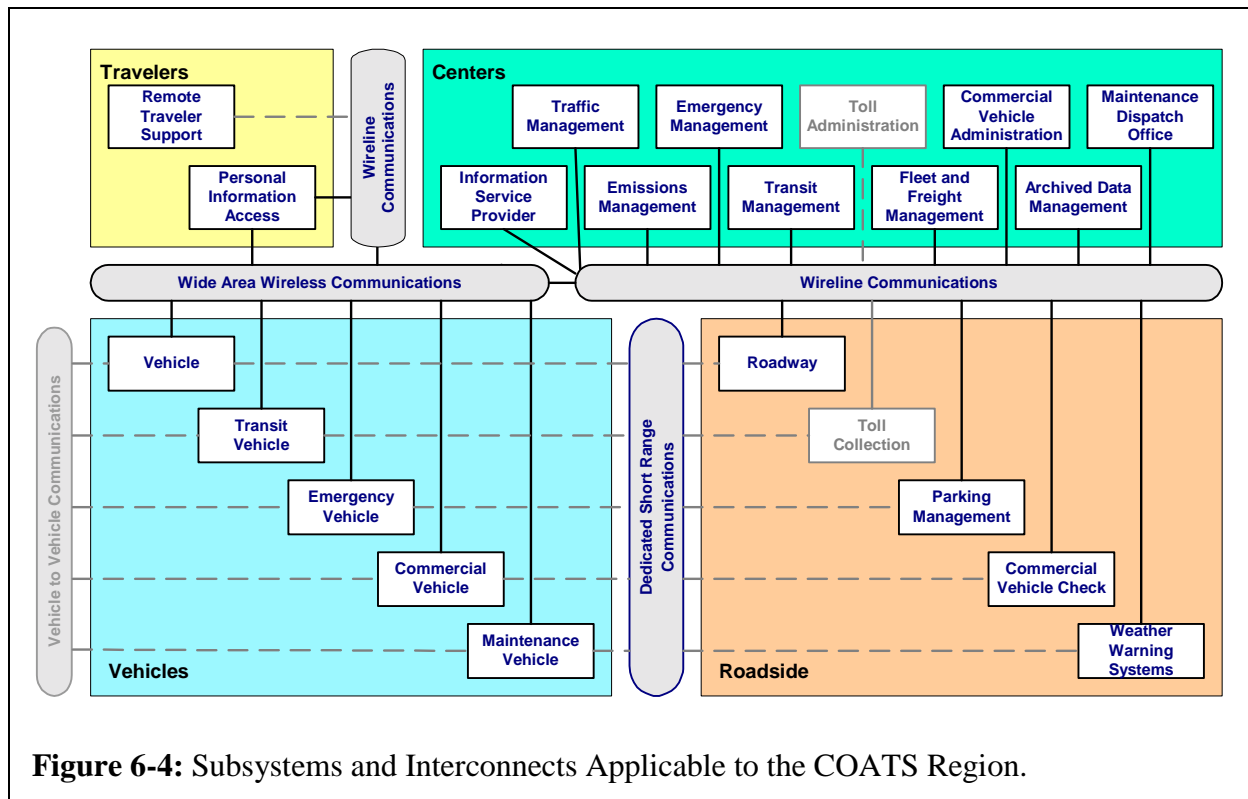 Travelers
Remote
Traveler
Support
Personal
Information
Access
Wireline
Communications
Centers
Traffic
Management
Emergency
Management
Toll
Administration
Commercial
Vehicle
Administration
Maintenance
Dispatch
Office
Information
Service
Provider
Emissions
Management
Transit
Management
Fleet and
Freight
Management
Archived Data
Management
Wide Area Wireless Communications
Wireline Communications
Vehicle to Vehicle Communications
Vehicle
Transit
Vehicle
Emergency
Vehicle
Commercial
Vehicle
Maintenance
Vehicle
Vehicles
Dedicated Short Range
Communications
Roadway
Toll
Collection
Parking
Management
Commercial
Vehicle Check
Weather
Warning
Systems
Roadside
Figure 6-4: Subsystems and Interconnects Applicable to the COATS Region.